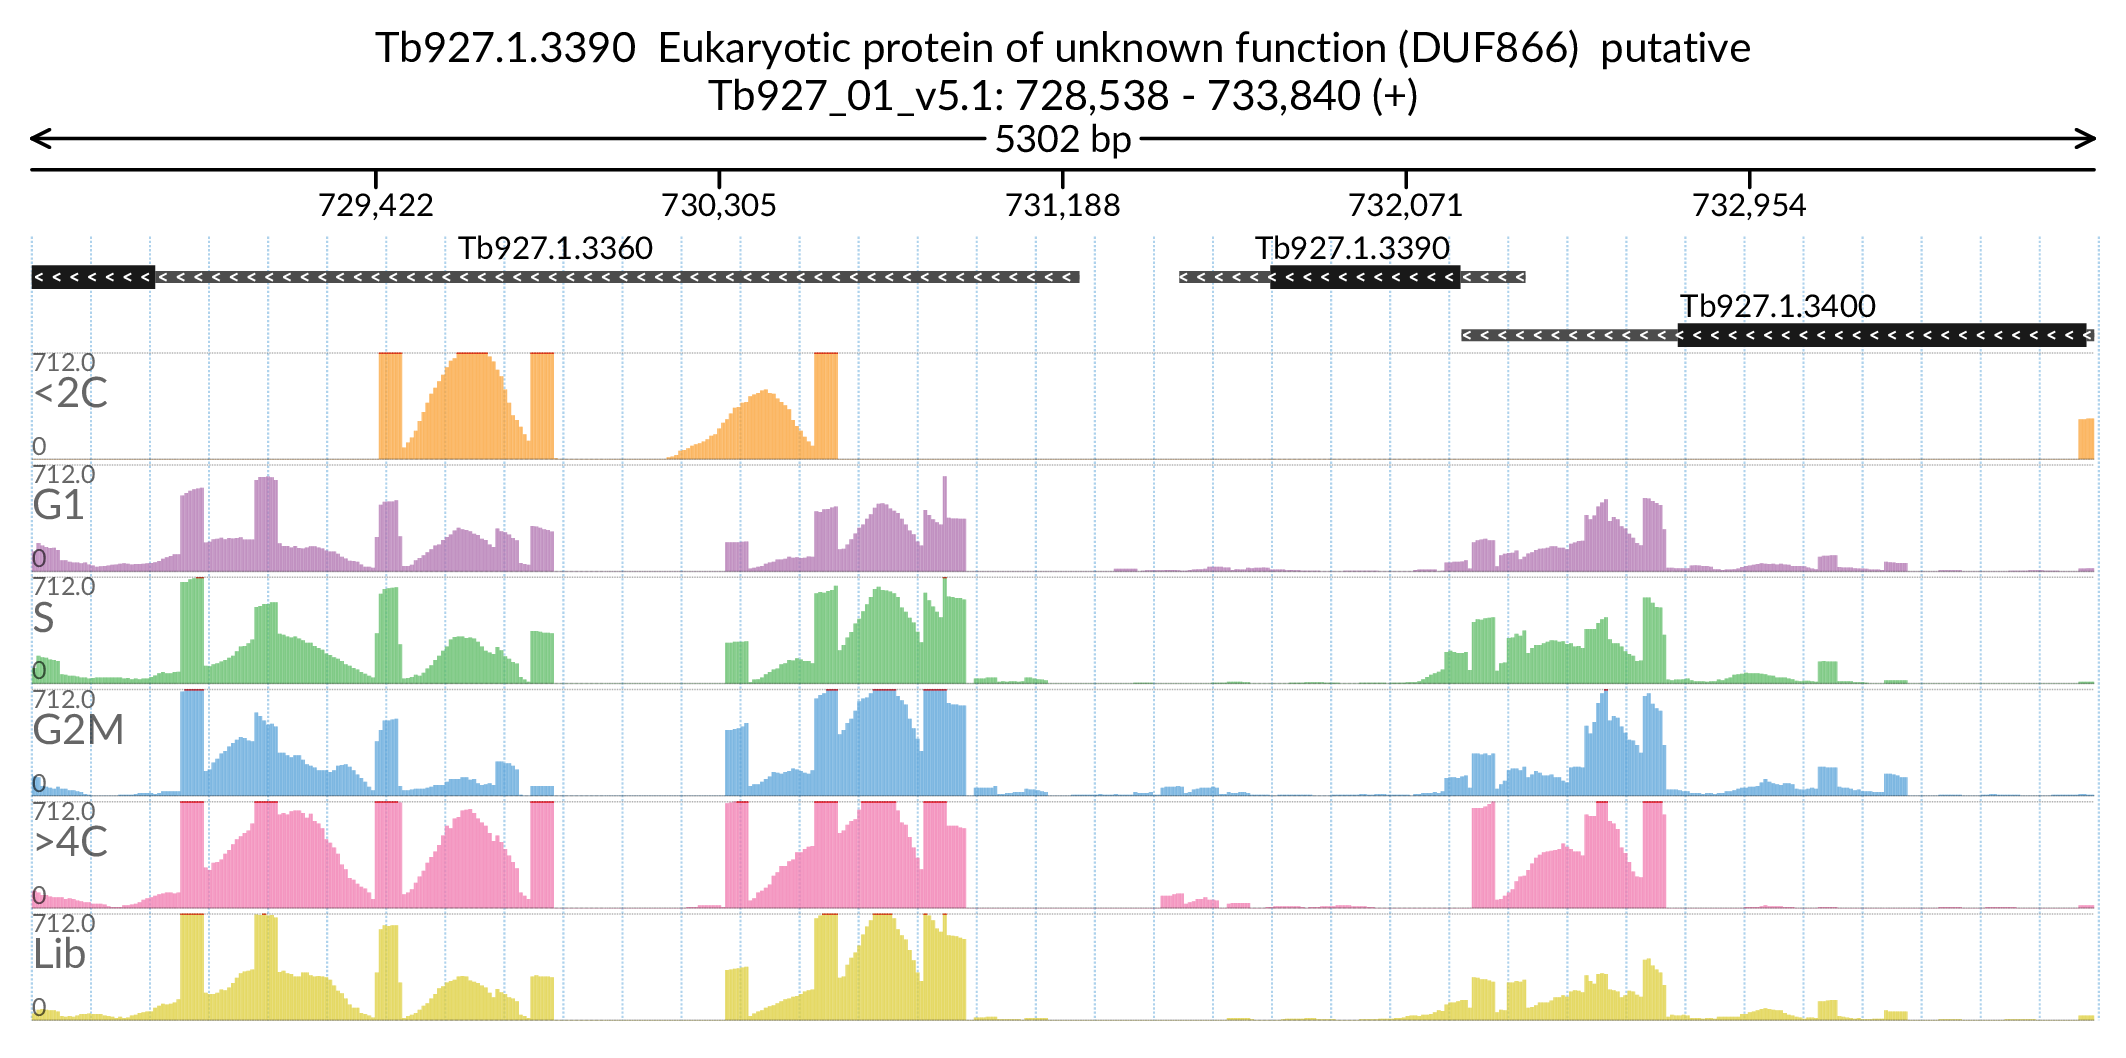 Tb927.1.3390  Eukaryotic protein of unknown function (DUF866)  putative
Tb927_01_v5.1: 728,538 - 733,840 (+)
5302 bp
729,422 730,305 731,188 732,071 732,954
Tb927.1.3360 Tb927.1.3390
Tb927.1.3400
712.0
<2C
0
712.0
G1
0
712.0
S
0
712.0
G2M
0
712.0
>4C
0
712.0
Lib
0